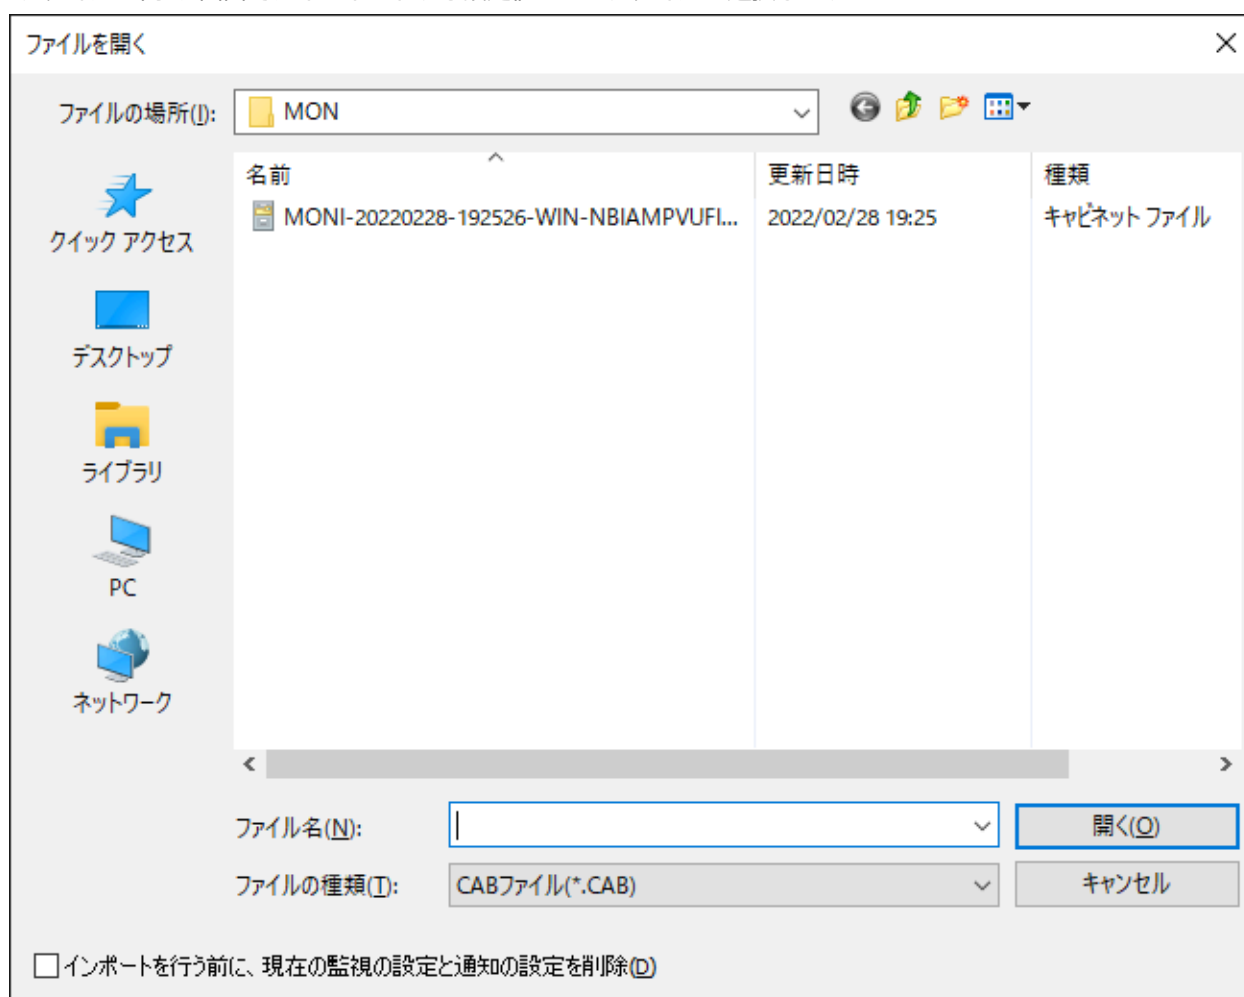 ファイルを開く
ファイルの場所(I):
MON
名前
更新日時
種類
MONI-20220228-192526-WIN-NBIAMPVUFI...
2022/02/28 19:25
キャビネット ファイル
クイック アクセス
デスクトップ
ライブラリ
PC
ネットワーク
ファイル名(N):
開く(O)
ファイルの種類(T):
CABファイル(*.CAB)
キャンセル
インポートを行う前に、現在の監視の設定と通知の設定を削除(D)